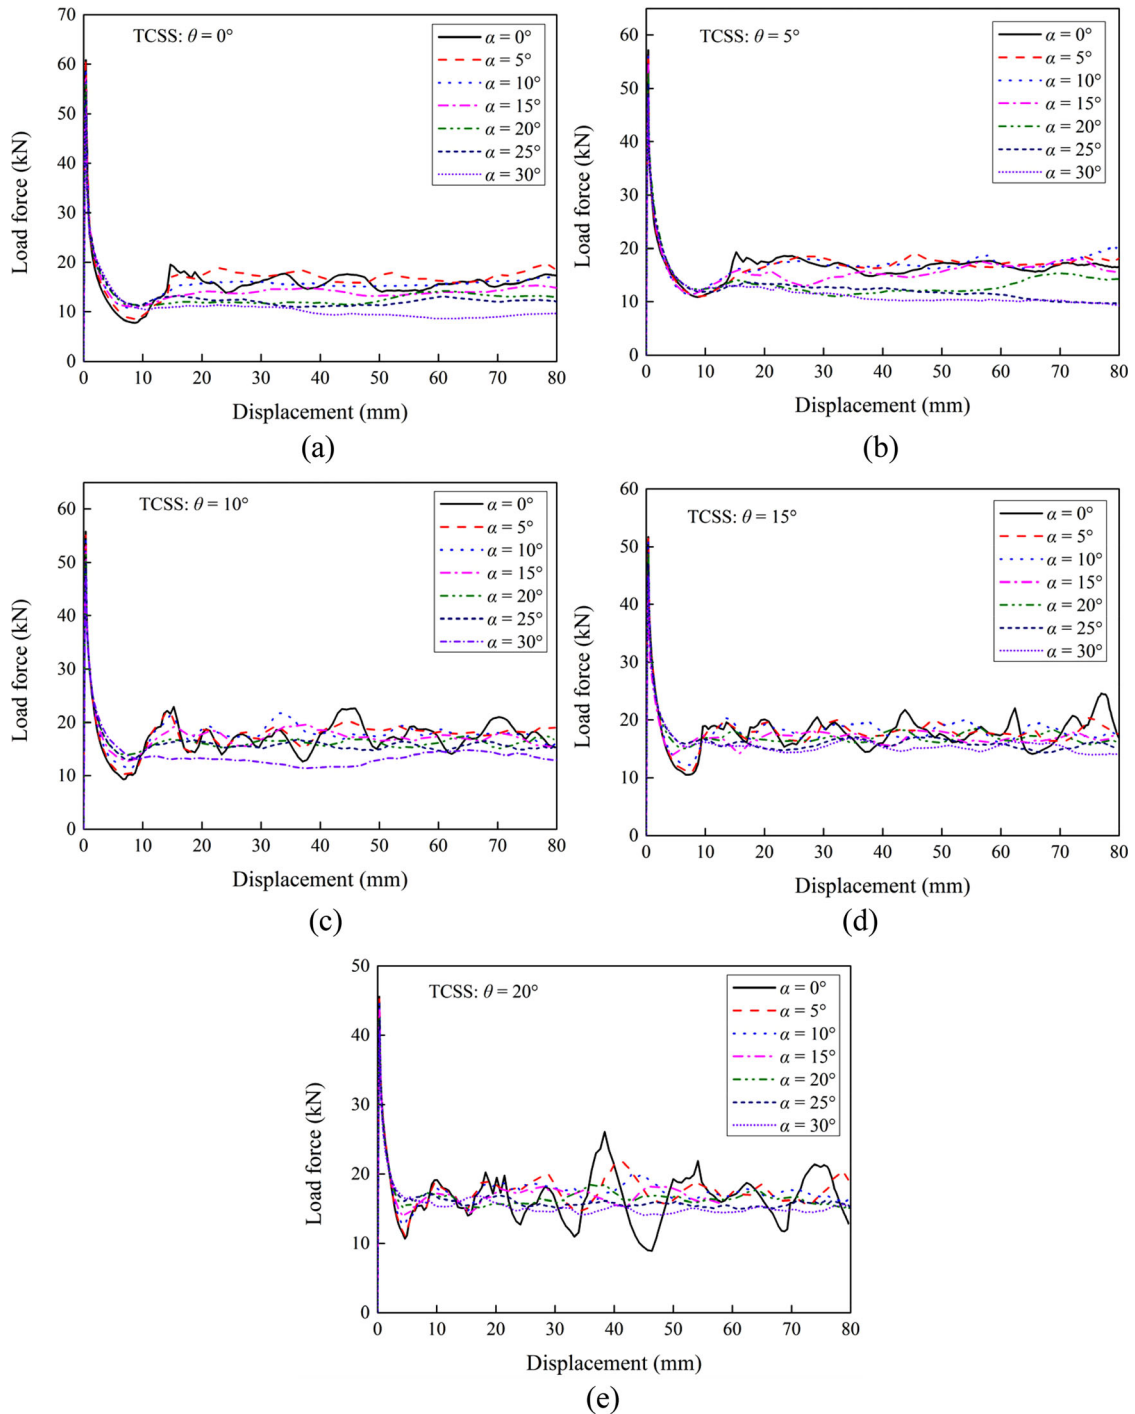 70
60
50
40
30
20
10
0
Load force (kN)
TCSS: θ = 0°
α = 0°
α = 5°
α = 10°
α = 15°
α = 20°
α = 25°
α = 30°
0 10 20 30 40 50 60 70 80
Displacement (mm)
(a)
60
50
40
30
20
10
0
Load force (kN)
TCSS: θ = 5°
α = 0°
α = 5°
α = 10°
α = 15°
α = 20°
α = 25°
α = 30°
0 10 20 30 40 50 60 70 80
Displacement (mm)
(b)
60
50
40
30
20
10
0
Load force (kN)
TCSS: θ = 10°
α = 0°
α = 5°
α = 10°
α = 15°
α = 20°
α = 25°
α = 30°
0 10 20 30 40 50 60 70 80
Displacement (mm)
(c)
60
50
40
30
20
10
0
Load force (kN)
TCSS: θ = 15°
α = 0°
α = 5°
α = 10°
α = 15°
α = 20°
α = 25°
α = 30°
0 10 20 30 40 50 60 70 80
Displacement (mm)
(d)
50
40
30
20
10
0
Load force (kN)
TCSS: θ = 20°
α = 0°
α = 5°
α = 10°
α = 15°
α = 20°
α = 25°
α = 30°
0 10 20 30 40 50 60 70 80
Displacement (mm)
(e)